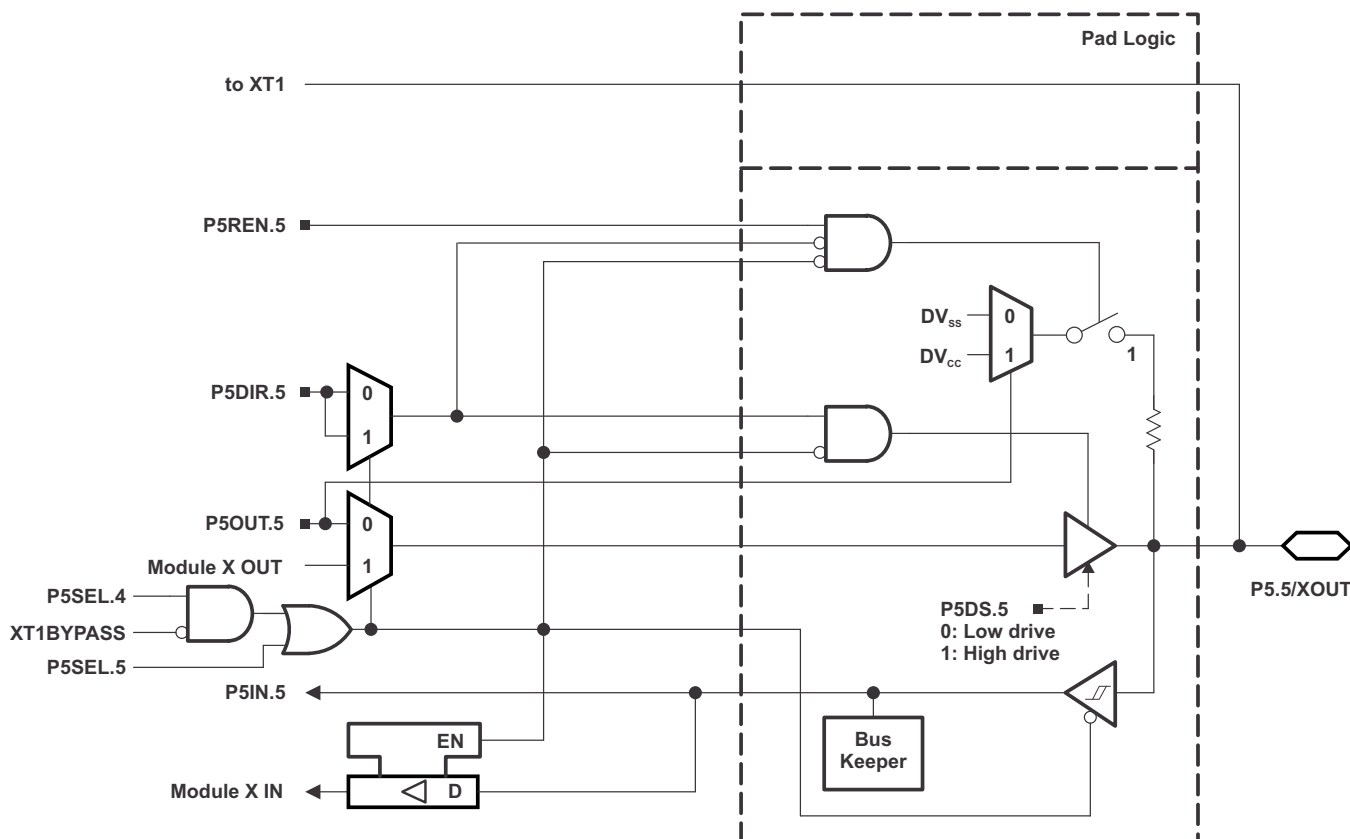 Pad Logic
to XT1
P5REN.5
DVss
0
DVcc
1
1
P5DIR.5
0
1
P5OUT.5
0
Module X OUT
1
P5SEL.4
XT1BYPASS
P5SEL.5
P5.5/XOUT
P5DS.5
0: Low drive
1: High drive
P5IN.5
EN
Bus
Keeper
Module X IN
D